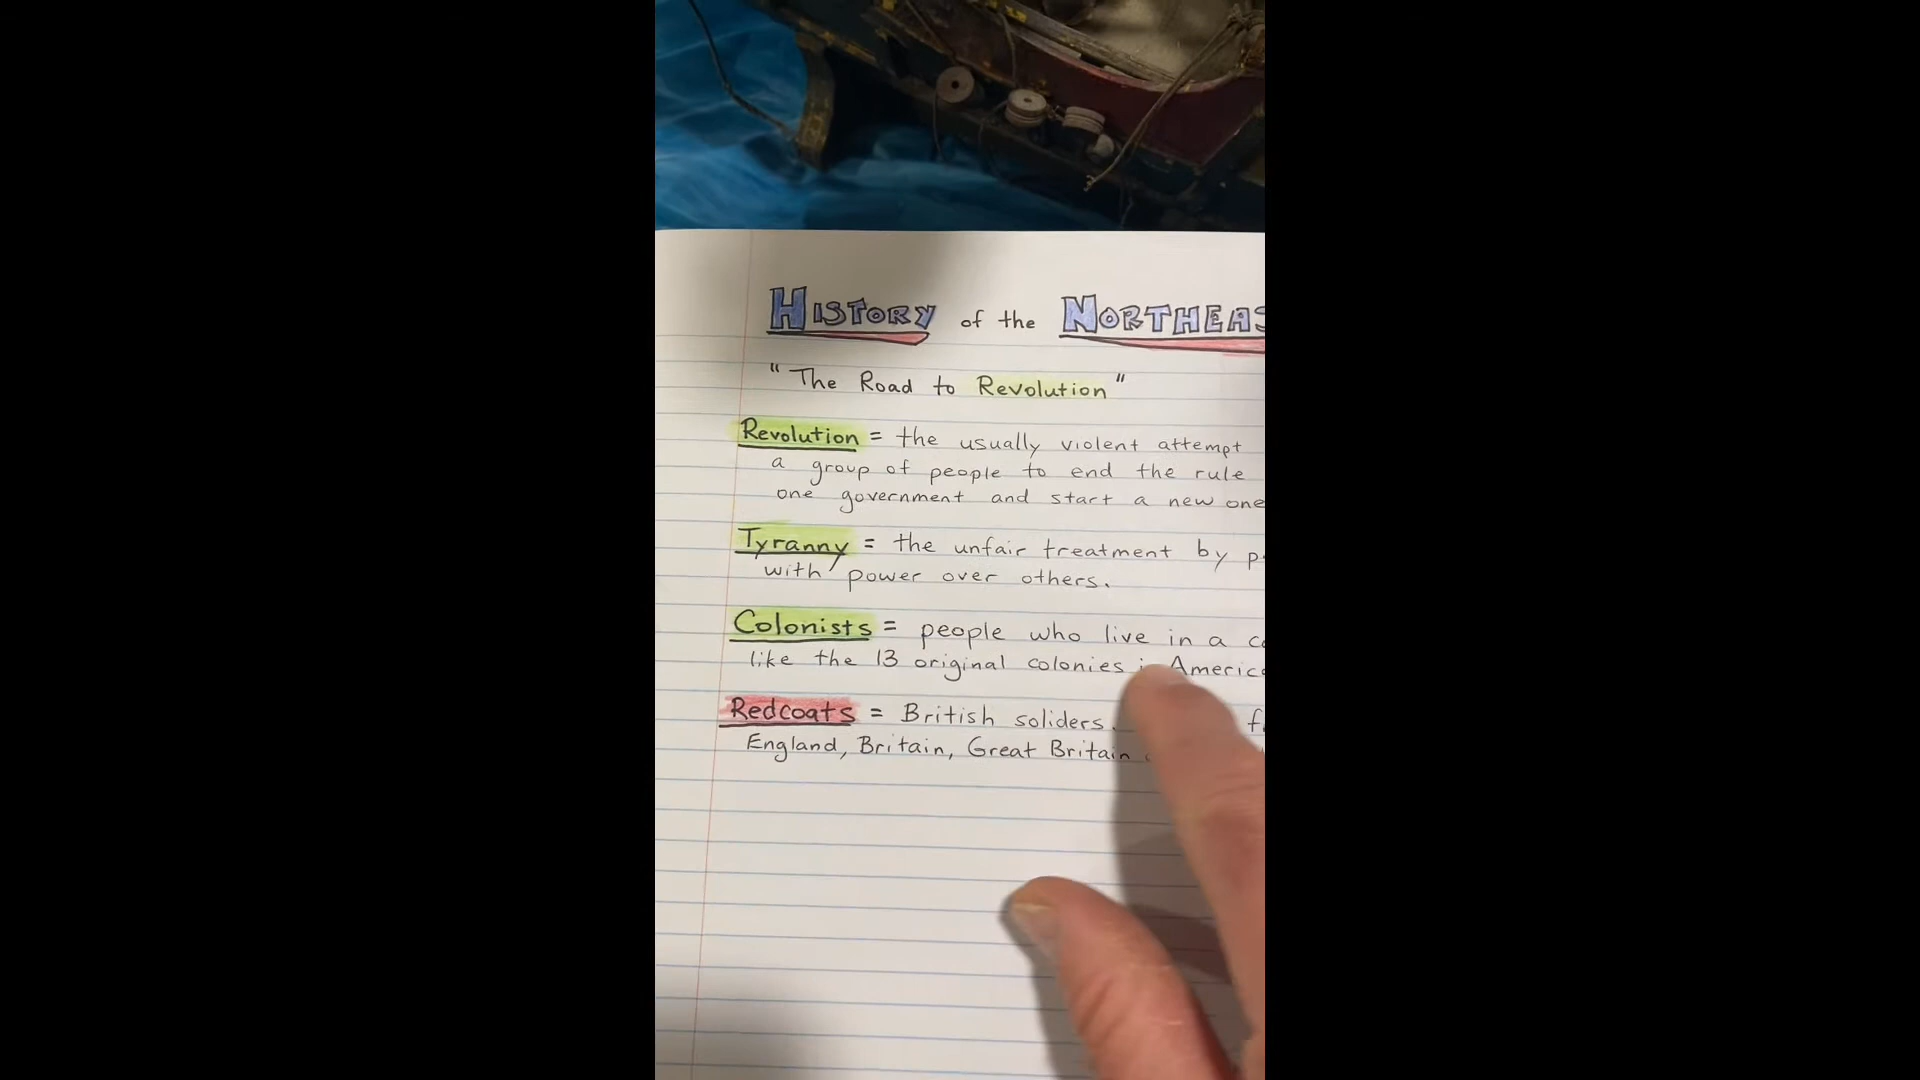 HISTORY of the NORTHEAS
"The Road to Revolution"
Revolution = the usually violent attempt
a group of people to end the rule
one government and start a new one
Tyranny = the unfair treatment by
with power over others.
Colonists = people who live in a
like the 13 original colonies America
Redcoats = British soliders.
England, Britain, Great Britain